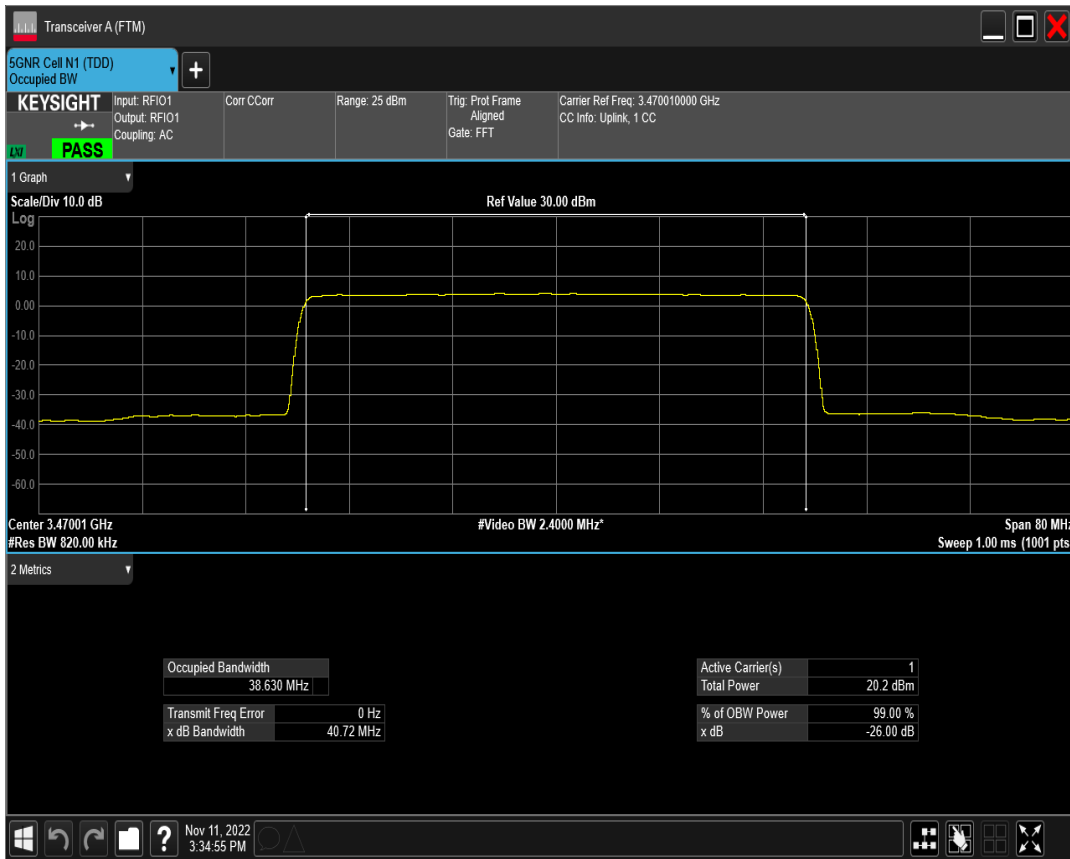 Transceiver A (FTM)
5GNR Cell N1 (TDD)
Occupied BW
+
KEYSIGHT
LXI
PASS
Input: RFIO1
Output: RFIO1
Coupling: AC
Corr CCorr
Range: 25 dBm
Trig: Prot Frame
Aligned
Gate: FFT
Carrier Ref Freq: 3.470010000 GHz
CC Info: Uplink, 1 CC
1 Graph
Scale/Div 10.0 dB
Ref Value 30.00 dBm
Log
20.0
10.0
0.00
-10.0
-20.0
-30.0
-40.0
-50.0
-60.0
Center 3.47001 GHz
#Video BW 2.4000 MHz*
Span 80 MHz
#Res BW 820.00 kHz
Sweep 1.00 ms (1001 pts
2 Metrics
Occupied Bandwidth
38.630 MHz
Transmit Freq Error 0 Hz
x dB Bandwidth 40.72 MHz
Active Carrier(s) 1
Total Power 20.2 dBm
% of OBW Power 99.00 %
x dB -26.00 dB
?
Nov 11, 2022
3:34:55 PM